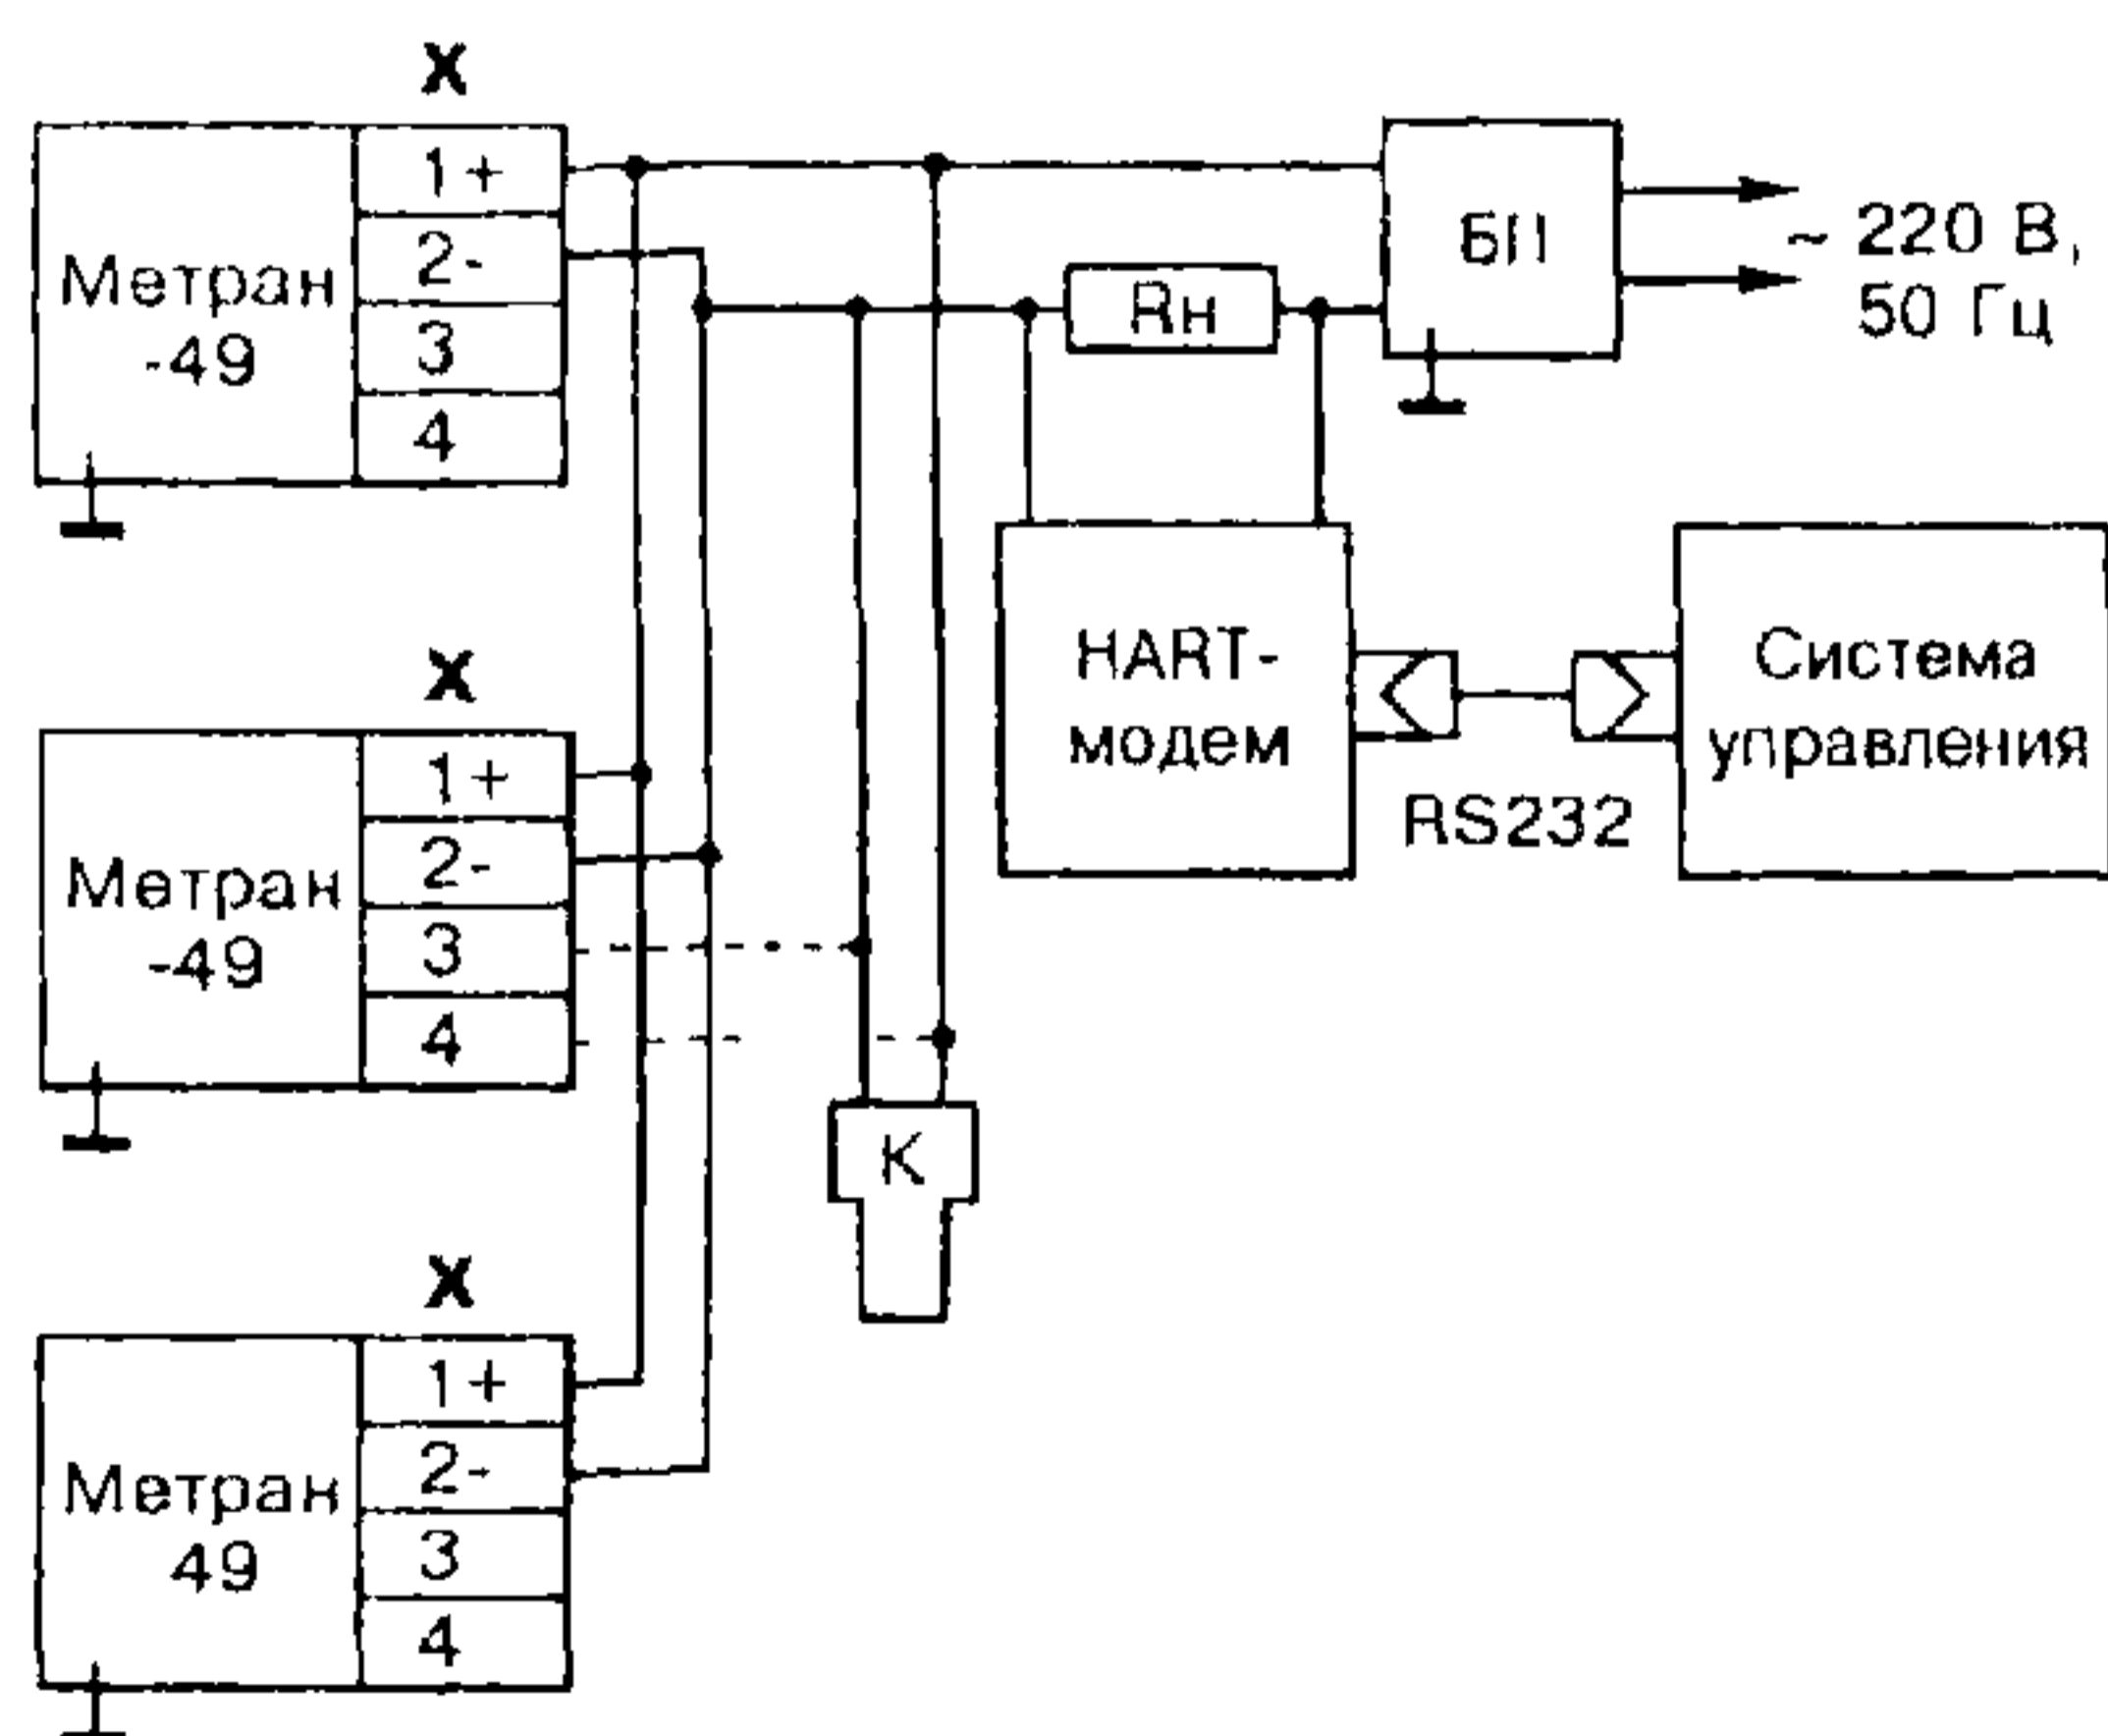 X
Метран
-49
1+
2-
3
4
БП
~ 220 В,
50 Гц
Rн
X
Метран
-49
1+
2-
3
4
HART-
модем
RS232
Система
управления
К
X
Метран
49
1+
2-
3
4